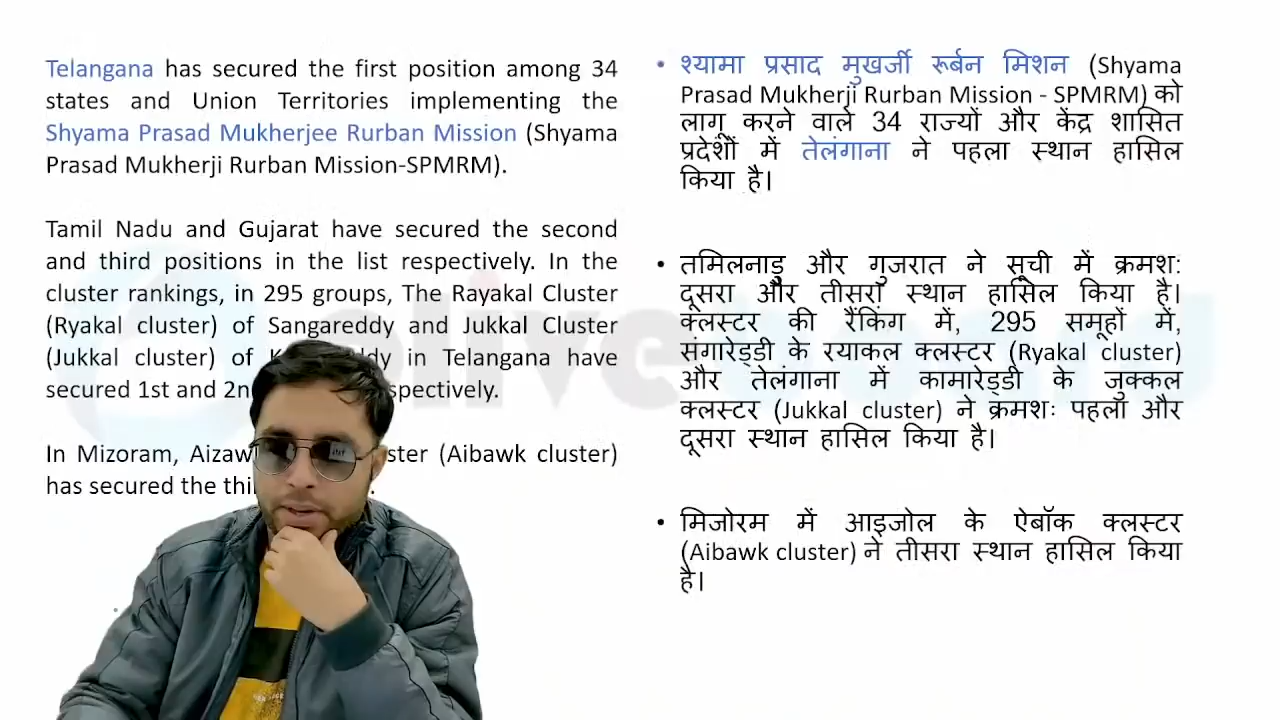 Telangana has secured the first position among 34
states and Union Territories implementing the
Shyama Prasad Mukherjee Rurban Mission (Shyama
Prasad Mukherji Rurban Mission-SPMRM).
Tamil Nadu and Gujarat have secured the second
and third positions in the list respectively. In the
cluster rankings, in 295 groups, The Rayakal Cluster
(Ryakal cluster) of Sangareddy and Jukkal Cluster
(Jukkal cluster) of in Telangana have
secured 1st and
In Mizoram, (Aibawk cluster)
has secured the
• श्यामा प्रसाद मुखर्जी रूर्बन मिशन (Shyama
Prasad Mukherji Rurban Mission - SPMRM) को
लागू करने वाले 34 राज्यों और केंद्र शासित
प्रदेशों में तेलंगाना ने पहला स्थान हासिल
किया है।
• तमिलनाडु और गुजरात ने सूची में क्रमश:
दूसरा और तीसरा स्थान हासिल किया है।
क्लस्टर की रैंकिंग में, 295 समूहों में,
संगारेड्डी के रयाकल क्लस्टर (Ryakal cluster)
और तेलंगाना में कामारेड्डी के जुक्कल
क्लस्टर (Jukkal cluster) ने क्रमशः पहला और
दूसरा स्थान हासिल किया है।
• मिजोरम में आइजोल के ऐबॉक क्लस्टर
(Aibawk cluster) ने तीसरा स्थान हासिल किया
है।